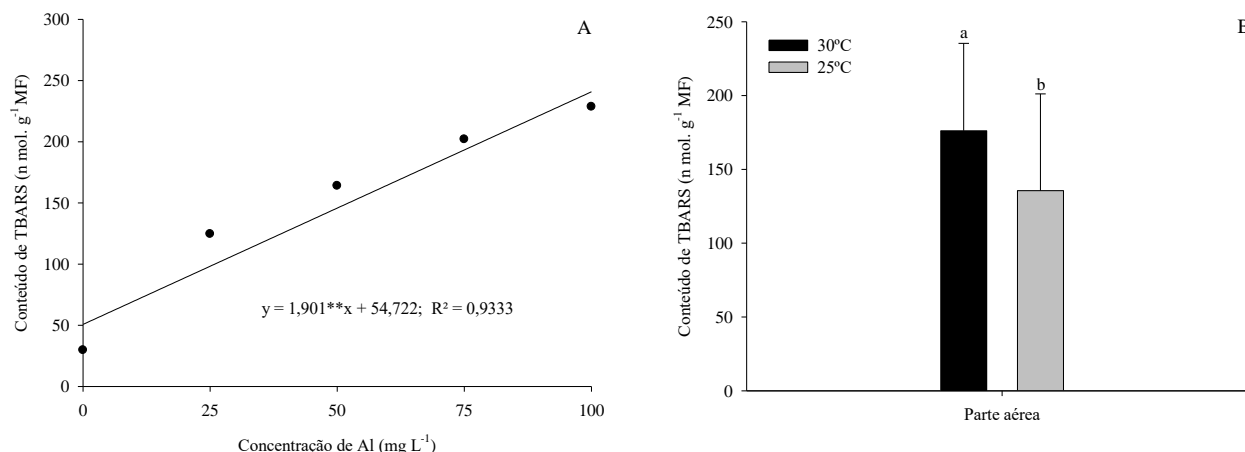 A
Conteúdo de TBARS (n mol. g⁻¹ MF)
300
250
200
150
100
50
0
y = 1,901**x + 54,722; R² = 0,9333
0 25 50 75 100
Concentração de Al (mg L⁻¹)
B
Conteúdo de TBARS (n mol. g⁻¹ MF)
250
200
150
100
50
0
30ºC
25ºC
a
b
Parte aérea